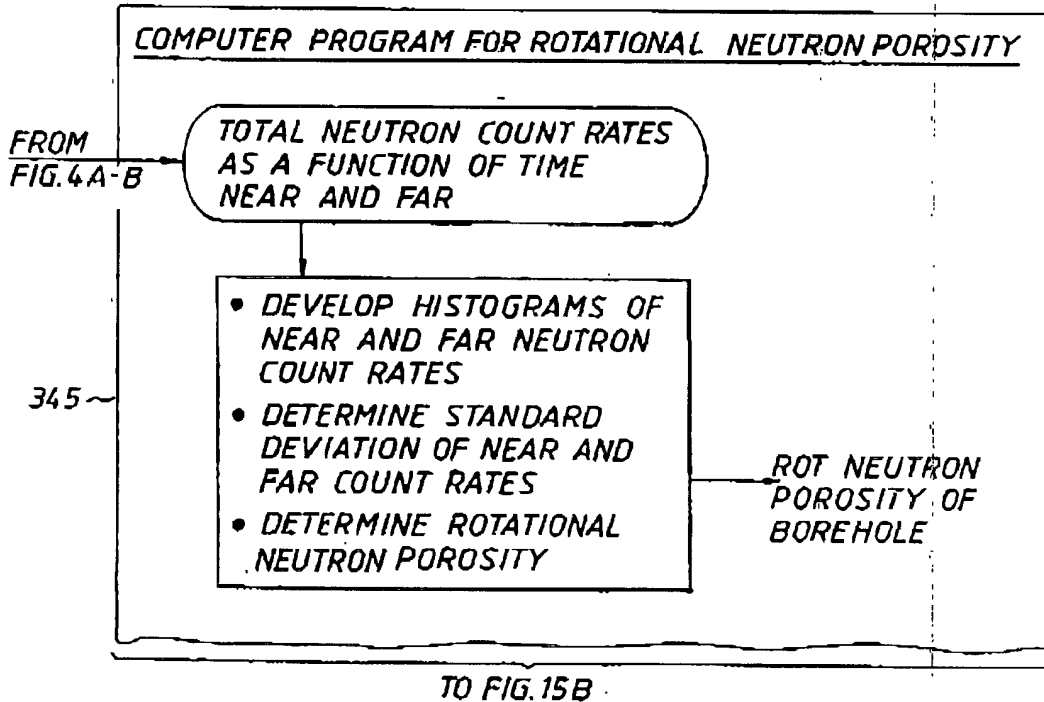 COMPUTER PROGRAM FOR ROTATIONAL NEUTRON POROSITY
FROM
FIG. 4A-B
TOTAL NEUTRON COUNT RATES
AS A FUNCTION OF TIME
NEAR AND FAR
• DEVELOP HISTOGRAMS OF
NEAR AND FAR NEUTRON
COUNT RATES
• DETERMINE STANDARD
DEVIATION OF NEAR AND
FAR COUNT RATES
• DETERMINE ROTATIONAL
NEUTRON POROSITY
345
ROT NEUTRON
POROSITY OF
BOREHOLE
TO FIG. 15B